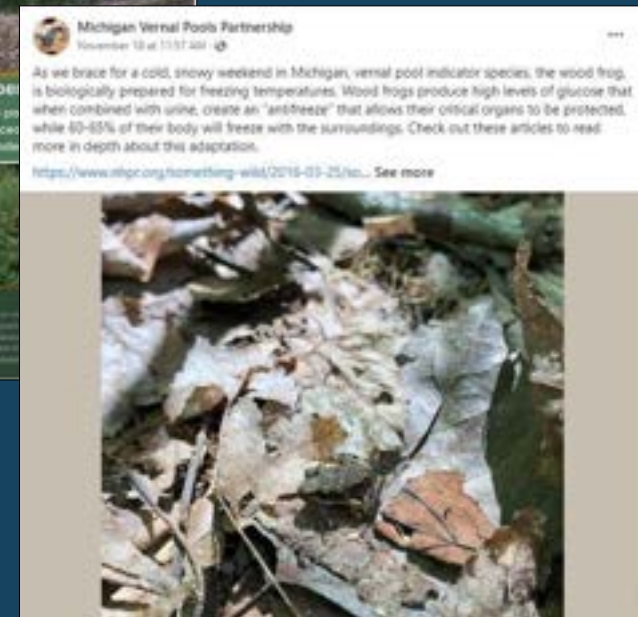 Michigan Vernal Pools Partnership
November 18 at 11:57 AM ·
As we brace for a cold, snowy weekend in Michigan, vernal pool indicator species, the wood frog,
is biologically prepared for freezing temperatures. Wood frogs produce high levels of glucose that
when combined with urine, create an "antifreeze" that allows their critical organs to be protected,
while 60-65% of their body will freeze with the surroundings. Check out these articles to read
more in depth about this adaptation.
https://www.nhpr.org/something-wild/2016-03-25/so... See more